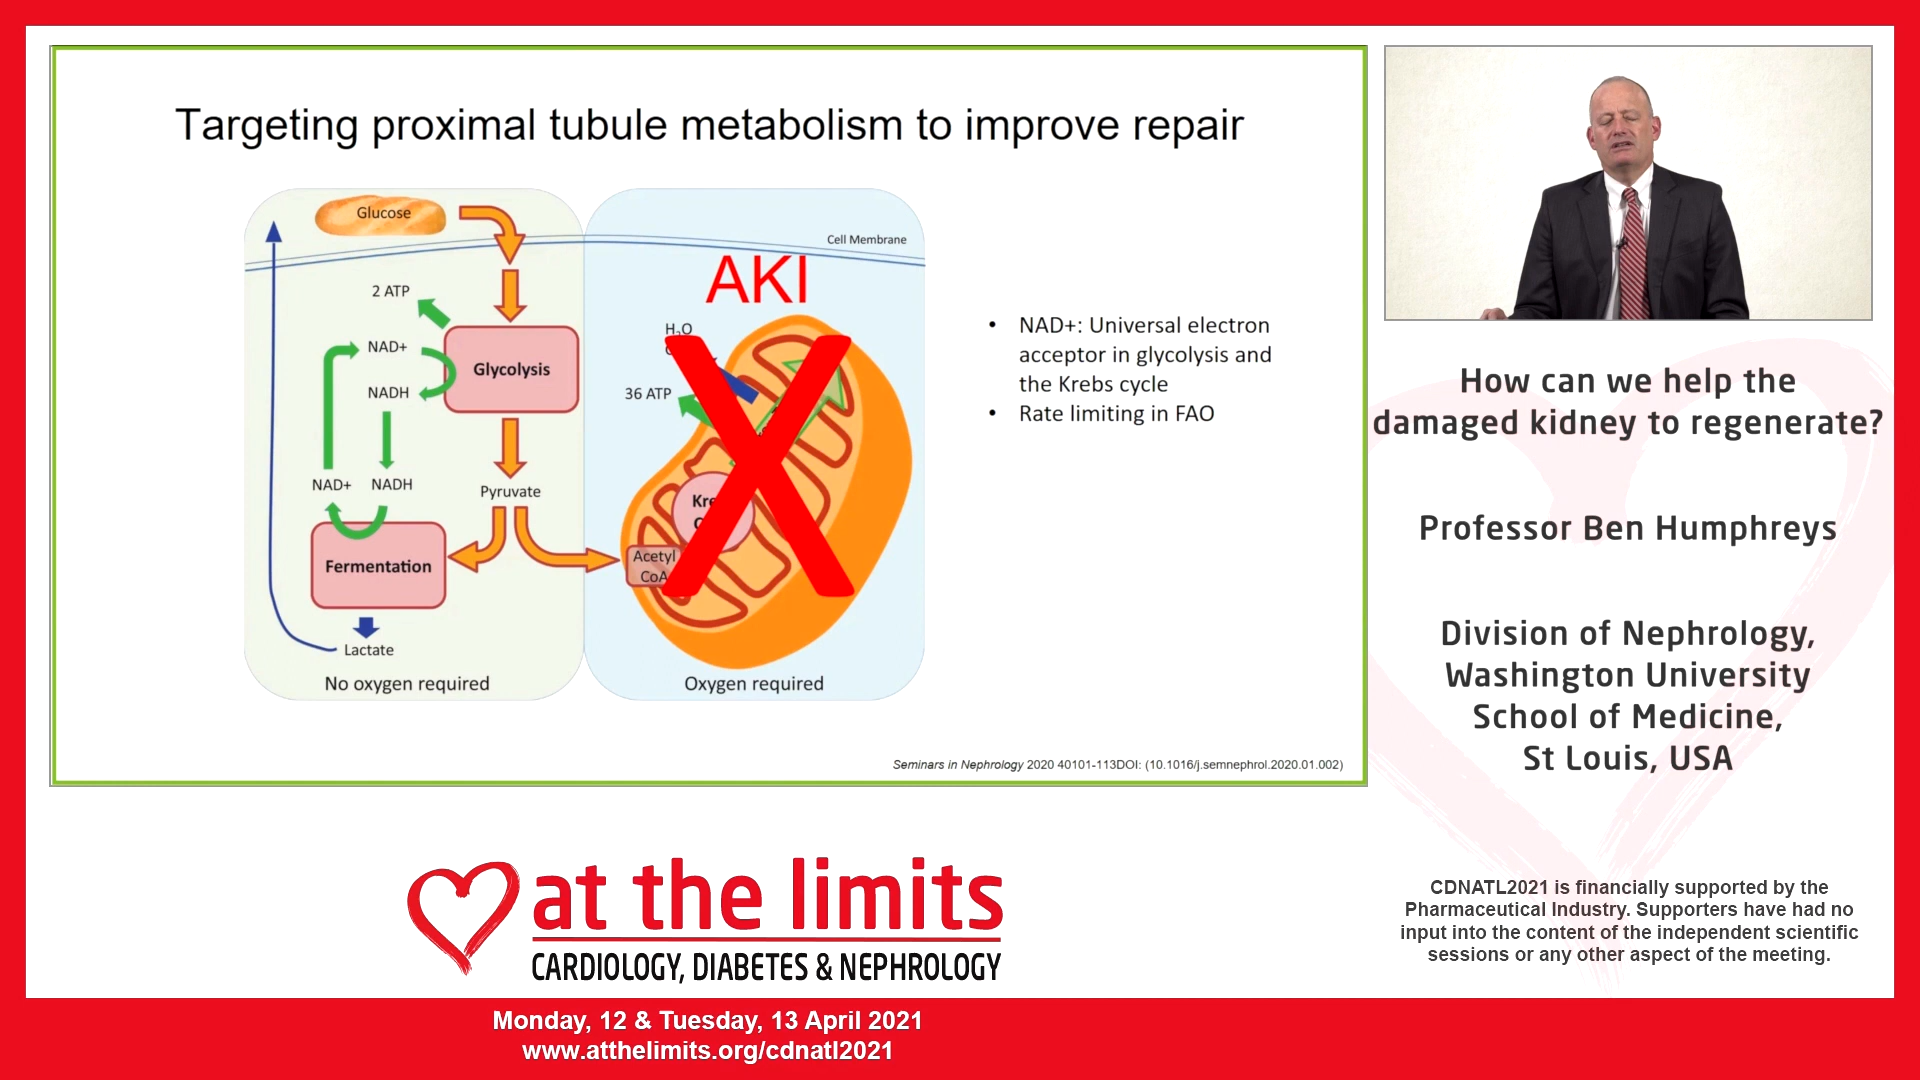 Targeting proximal tubule metabolism to improve repair
Glucose
Cell Membrane
AKI
2 ATP
H₂O
NAD+
Glycolysis
NADH
36 ATP
NAD+ NADH
Pyruvate
Fermentation
Acetyl
CoA
Lactate
No oxygen required
Oxygen required
• NAD+: Universal electron
acceptor in glycolysis and
the Krebs cycle
• Rate limiting in FAO
Seminars in Nephrology 2020 40101-113DOI: (10.1016/j.semnephrol.2020.01.002)
How can we help the
damaged kidney to regenerate?
Professor Ben Humphreys
Division of Nephrology,
Washington University
School of Medicine,
St Louis, USA
CDNATL2021 is financially supported by the
Pharmaceutical Industry. Supporters have had no
input into the content of the independent scientific
sessions or any other aspect of the meeting.
at the limits
CARDIOLOGY, DIABETES & NEPHROLOGY
Monday, 12 & Tuesday, 13 April 2021
www.atthelimits.org/cdnatl2021